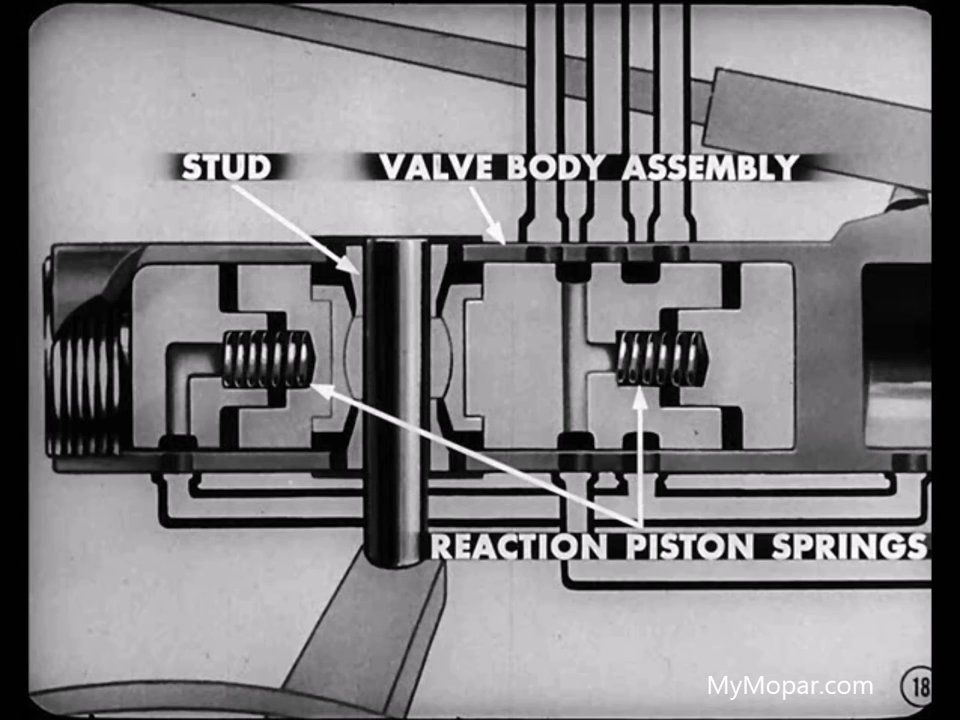 STUD
VALVE BODY ASSEMBLY
REACTION PISTON SPRINGS
MyMopar.com
18